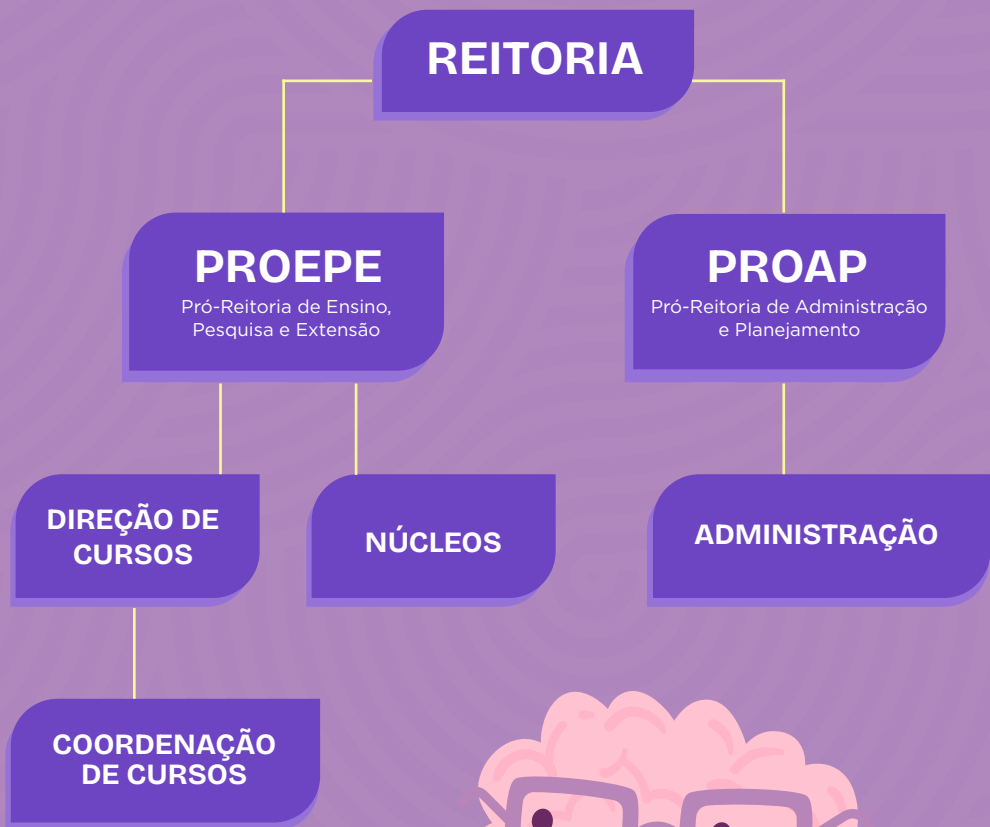 REITORIA
PROEPE
Pró-Reitoria de Ensino,
Pesquisa e Extensão
PROAP
Pró-Reitoria de Administração
e Planejamento
DIREÇÃO DE
CURSOS
NÚCLEOS
ADMINISTRAÇÃO
COORDENAÇÃO
DE CURSOS